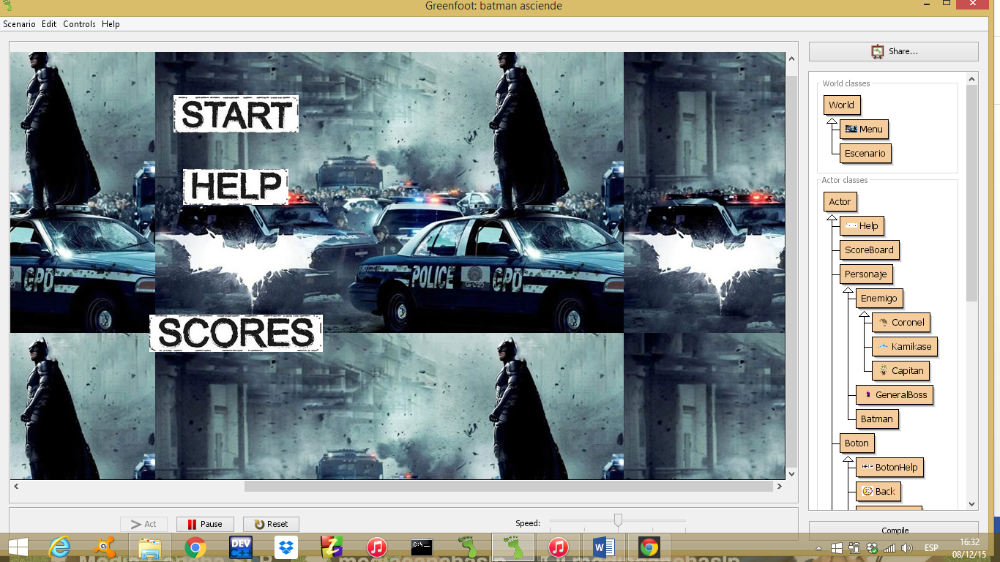 Greenfoot: batman asciende
Scenario Edit Controls Help
START
HELP
POLICE
GPD
POLICE
GPD
SCORES
Share...
World classes
World
Menu
Escenario
Actor classes
Actor
Help
ScoreBoard
Personaje
Enemigo
Coronel
Kamikase
Capitan
GeneralBoss
Batman
Boton
BotonHelp
Back
Act
Pause
Reset
Speed:
Compile
DEV
C:\
ESP
16:32
08/12/15